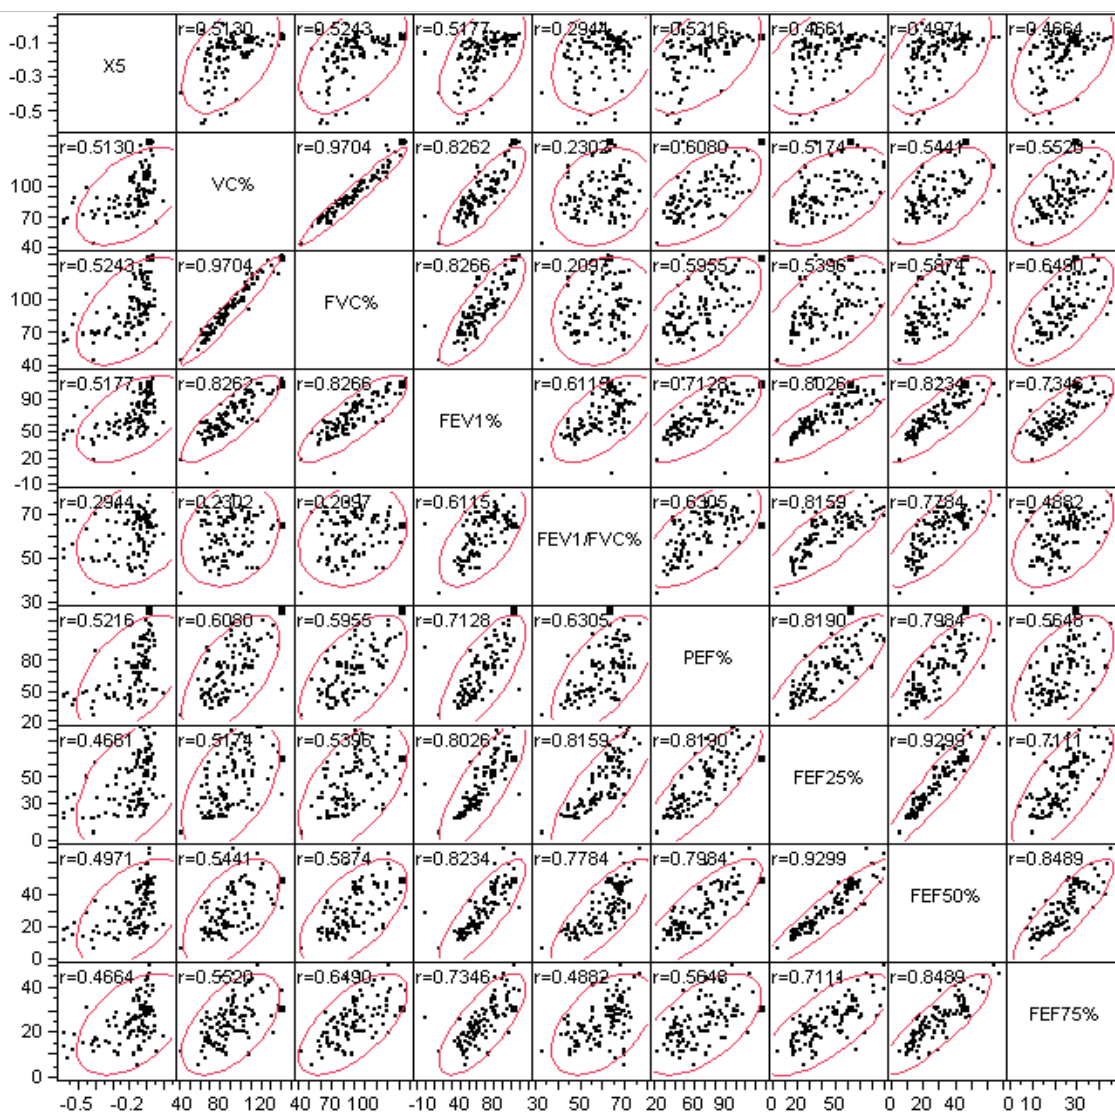 -0.1 r=0.5130 r=0.5243 r=0.5177 r=0.2944 r=0.5216 r=0.4661 r=0.4971 r=0.4664
X5
-0.3
-0.5
r=0.5130 r=0.9704 r=0.8262 r=0.2302 r=0.6080 r=0.5174 r=0.5441 r=0.5520
100 VC%
70
40
r=0.5243 r=0.9704 r=0.8266 r=0.2097 r=0.5955 r=0.5396 r=0.5874 r=0.6490
100 FVC%
70
40
r=0.5177 r=0.8262 r=0.8266 r=0.6115 r=0.7128 r=0.8026 r=0.8234 r=0.7346
90
FEV1%
50
20
-10
r=0.2944 r=0.2302 r=0.2097 r=0.6115 r=0.6305 r=0.8159 r=0.7784 r=0.4882
70
FEV1/FVC%
50
30
r=0.5216 r=0.6080 r=0.5955 r=0.7128 r=0.6305 r=0.8190 r=0.7984 r=0.5648
80 PEF%
50
20
r=0.4661 r=0.5174 r=0.5396 r=0.8026 r=0.8159 r=0.8190 r=0.9299 r=0.7111
50 FEF25%
30
0
r=0.4971 r=0.5441 r=0.5874 r=0.8234 r=0.7784 r=0.7984 r=0.9299 r=0.8489
40 FEF50%
20
0
r=0.4664 r=0.5520 r=0.6490 r=0.7346 r=0.4882 r=0.5648 r=0.7111 r=0.8489
40
FEF75%
20
0
-0.5 -0.2 40 80 120 40 70 100 -10 40 80 30 50 70 20 50 90 0 20 50 0 20 40 0 10 30